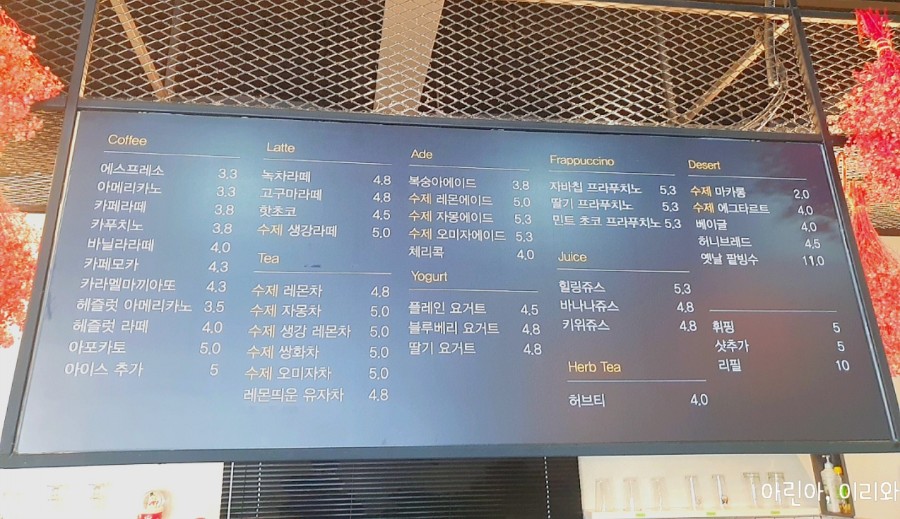 Coffee
에스프레소 3.3
아메리카노 3.3
카페라떼 3.8
카푸치노 3.8
바닐라라떼 4.0
카페모카 4.3
카라멜마끼아또 4.3
헤즐럿 아메리카노 3.5
헤즐럿 라떼 4.0
아포카토 5.0
아이스 추가 5
Latte
녹차라떼 4.8
고구마라떼 4.8
핫초코 4.5
수제 생강라떼 5.0
Tea
수제 레몬차 4.8
수제 자몽차 5.0
수제 생강 레몬차 5.0
수제 쌍화차 5.0
수제 오미자차 5.0
레몬띄운 유자차 4.8
Ade
복숭아에이드 3.8
수제 레몬에이드 5.0
수제 자몽에이드 5.3
수제 오미자에이드 5.3
체리콕 4.0
Yogurt
플레인 요거트 4.5
블루베리 요거트 4.8
딸기 요거트 4.8
Frappuccino
자바칩 프라푸치노 5.3
딸기 프라푸치노 5.3
민트 초코 프라푸치노 5.3
Juice
힐링쥬스 5.3
바나나쥬스 4.8
키위쥬스 4.8
Herb Tea
허브티 4.0
Desert
수제 마카롱 2.0
수제 에그타르트 4.0
베이글 4.0
허니브레드 4.5
옛날 팥빙수 11.0
휘핑 5
샷추가 5
리필 10
아린아, 이리와